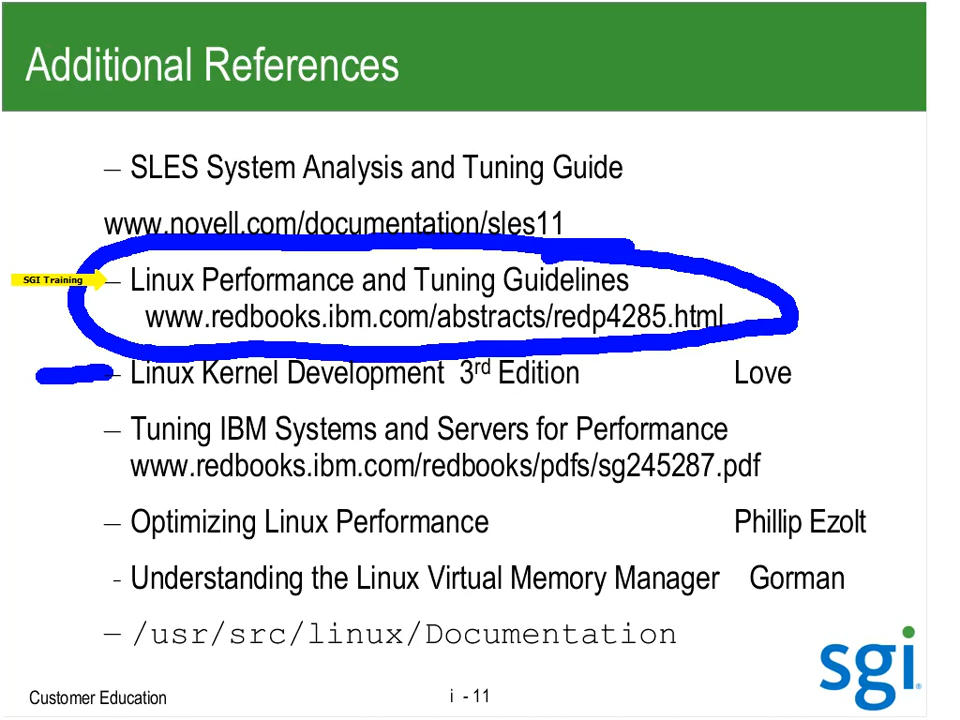 Additional References
– SLES System Analysis and Tuning Guide
www.novell.com/documentation/sles11
SGI Training
– Linux Performance and Tuning Guidelines
www.redbooks.ibm.com/abstracts/redp4285.html
– Linux Kernel Development 3rd Edition Love
– Tuning IBM Systems and Servers for Performance
www.redbooks.ibm.com/redbooks/pdfs/sg245287.pdf
– Optimizing Linux Performance Phillip Ezolt
- Understanding the Linux Virtual Memory Manager Gorman
– /usr/src/linux/Documentation
sgi®
Customer Education i - 11